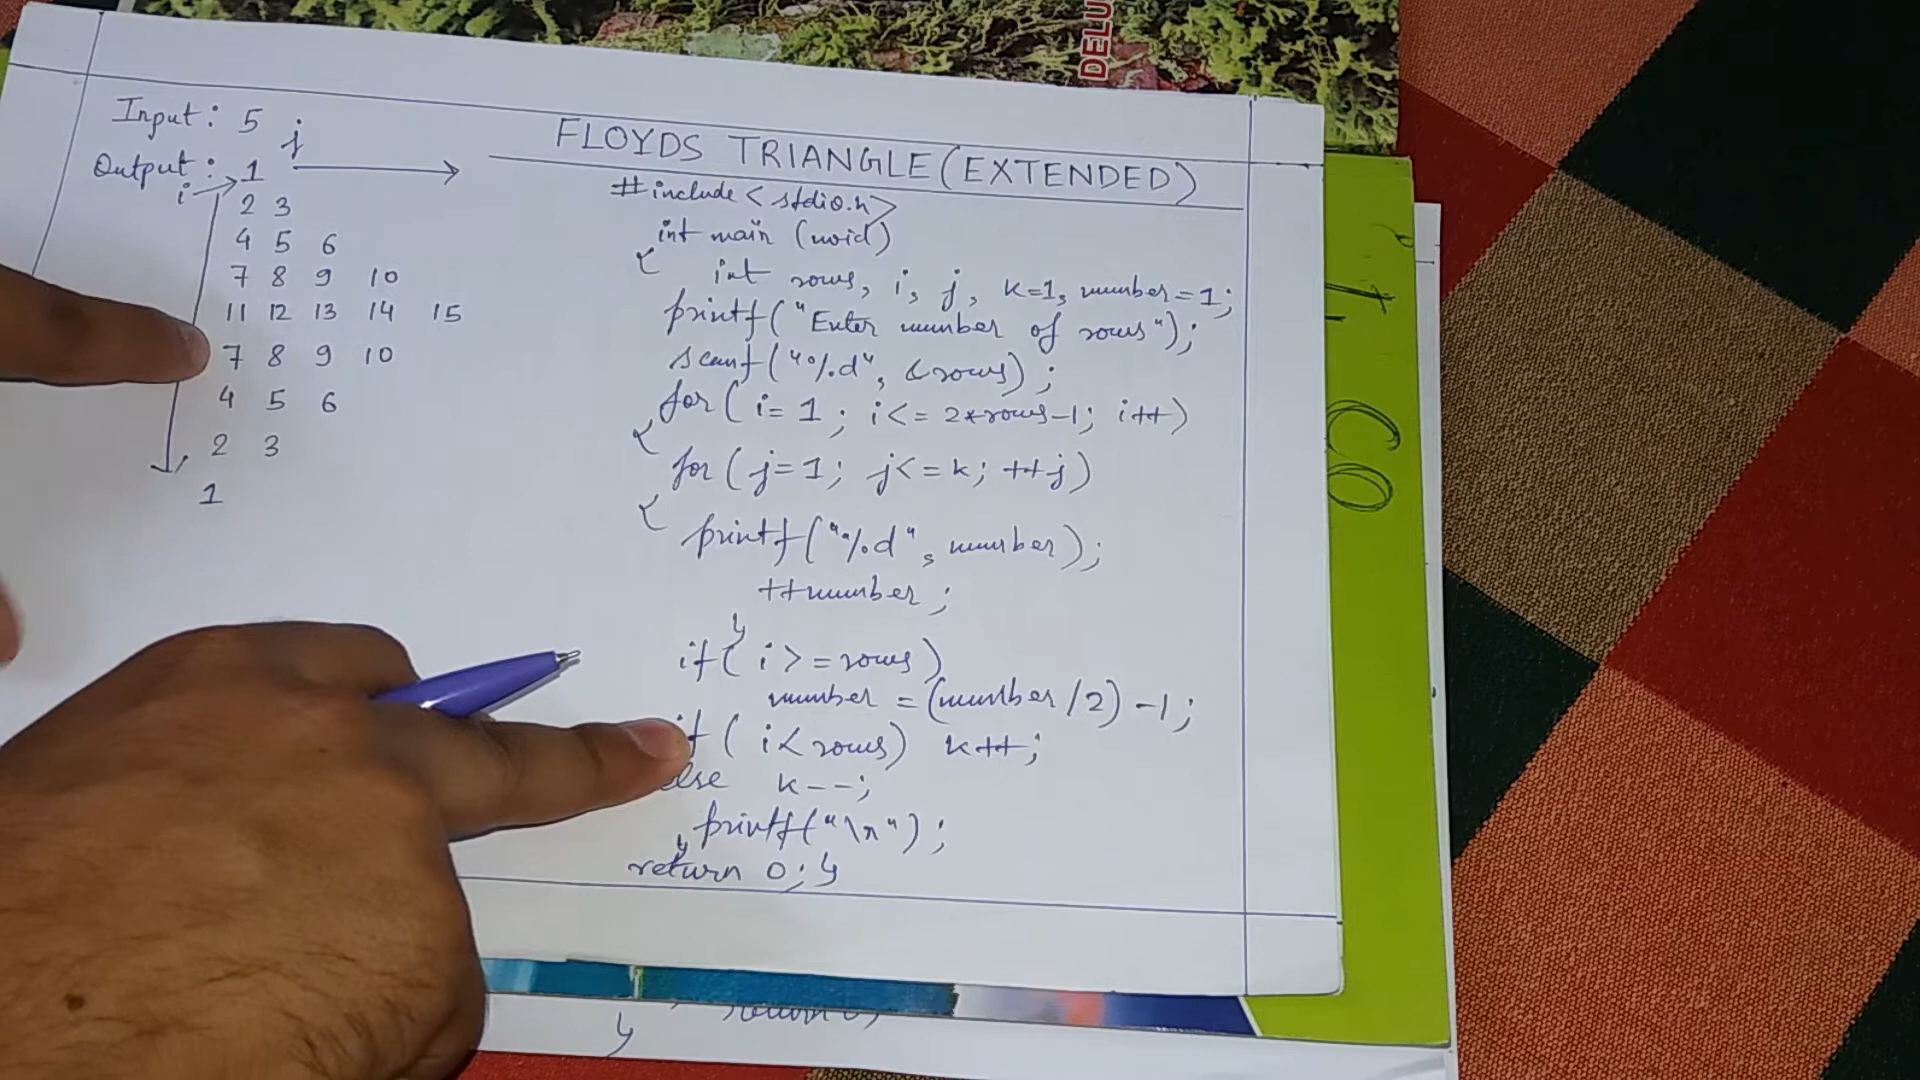 DELU
Input: 5
j
Output: 1
i
2 3
4 5 6
7 8 9 10
11 12 13 14 15
7 8 9 10
4 5 6
2 3
1
FLOYDS TRIANGLE (EXTENDED)
#include <stdio.h>
int main (void)
{
int rows, i, j, k=1, number=1;
printf("Enter number of rows");
scanf("%d", &rows);
for( i= 1 ; i<= 2*rows-1; i++)
{
for (j=1; j<=k; ++j)
{
printf("%d", number);
++number;
}
if( i>=rows)
number = (number/2) -1;
if ( i< rows) k++;
else k--;
printf("\n");
}
return 0; }
Co
return 0;
}